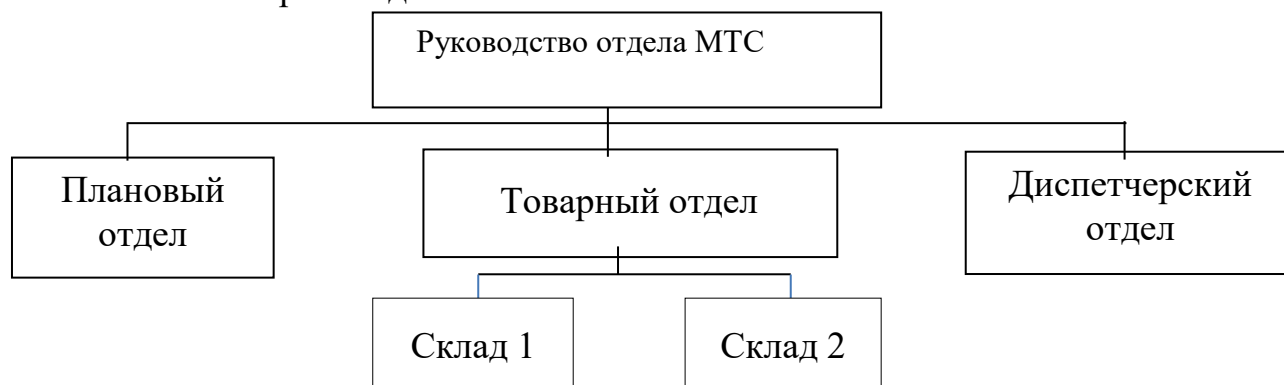 Руководство отдела МТС
Плановый
отдел
Товарный отдел
Диспетчерский
отдел
Склад 1
Склад 2